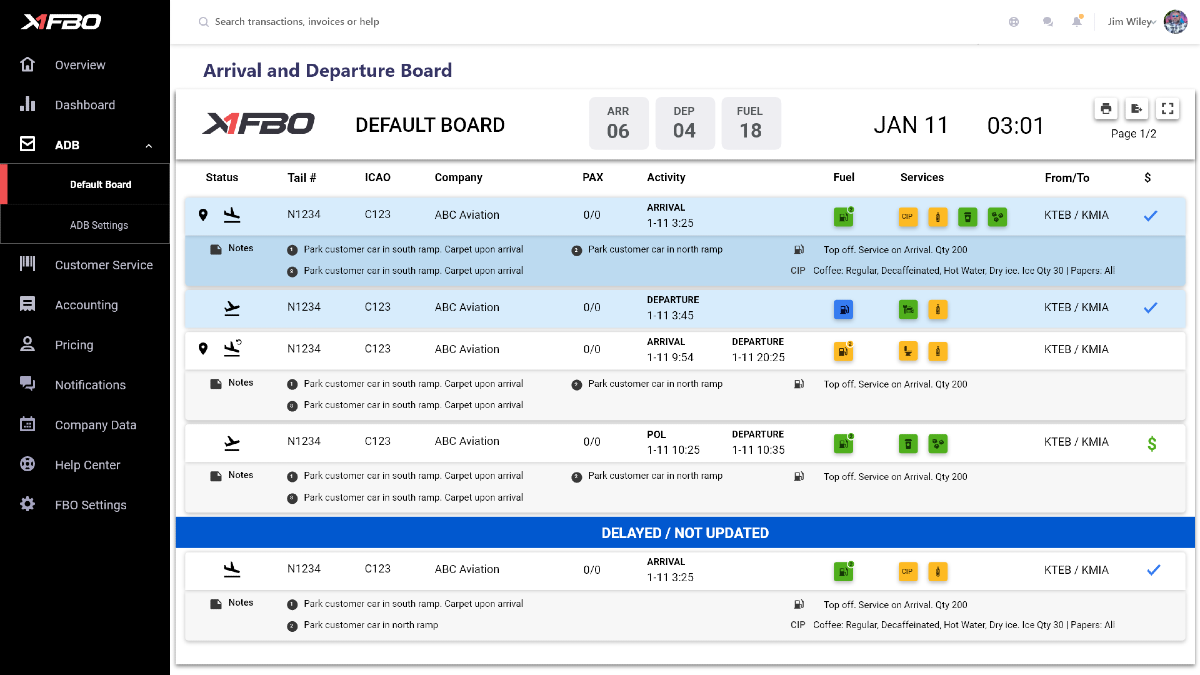 X1FBO
Search transactions, invoices or help
Jim Wiley
Overview
Dashboard
ADB
Default Board
ADB Settings
Customer Service
Accounting
Pricing
Notifications
Company Data
Help Center
FBO Settings
Arrival and Departure Board
X1FBO
DEFAULT BOARD
ARR
06
DEP
04
FUEL
18
JAN 11
03:01
Page 1/2
Status Tail # ICAO Company PAX Activity Fuel Services From/To $
N1234 C123 ABC Aviation 0/0 ARRIVAL 1-11 3:25 CIP KTEB / KMIA
Notes
1 Park customer car in south ramp. Carpet upon arrival
2 Park customer car in north ramp
Top off. Service on Arrival. Qty 200
3 Park customer car in south ramp. Carpet upon arrival
CIP Coffee: Regular, Decaffeinated, Hot Water, Dry ice. Ice Qty 30 | Papers: All
N1234 C123 ABC Aviation 0/0 DEPARTURE 1-11 3:45 KTEB / KMIA
N1234 C123 ABC Aviation 0/0 ARRIVAL 1-11 9:54 DEPARTURE 1-11 20:25 KTEB / KMIA
Notes
1 Park customer car in south ramp. Carpet upon arrival
2 Park customer car in north ramp
Top off. Service on Arrival. Qty 200
3 Park customer car in south ramp. Carpet upon arrival
N1234 C123 ABC Aviation 0/0 POL 1-11 10:25 DEPARTURE 1-11 10:35 KTEB / KMIA $
Notes
1 Park customer car in south ramp. Carpet upon arrival
2 Park customer car in north ramp
Top off. Service on Arrival. Qty 200
3 Park customer car in south ramp. Carpet upon arrival
DELAYED / NOT UPDATED
N1234 C123 ABC Aviation 0/0 ARRIVAL 1-11 3:25 CIP KTEB / KMIA
Notes
1 Park customer car in south ramp. Carpet upon arrival
Top off. Service on Arrival. Qty 200
2 Park customer car in north ramp
CIP Coffee: Regular, Decaffeinated, Hot Water, Dry ice. Ice Qty 30 | Papers: All